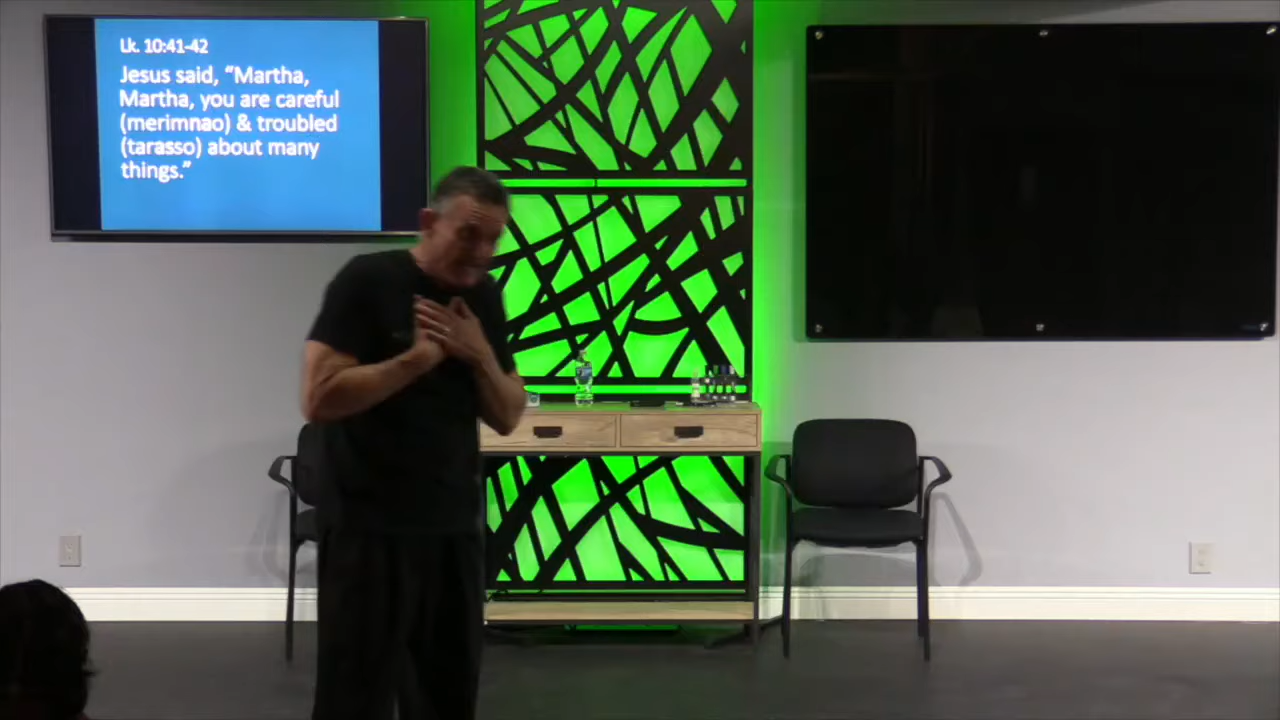 Lk. 10:41-42
Jesus said, “Martha,
Martha, you are careful
(merimnao) & troubled
(tarasso) about many
things.”